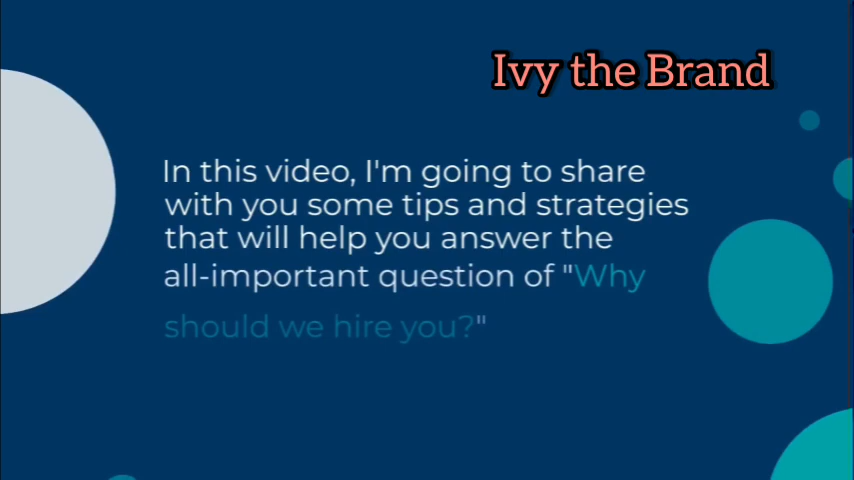 Ivy the Brand
In this video, I'm going to share
with you some tips and strategies
that will help you answer the
all-important question of "Why
should we hire you?"